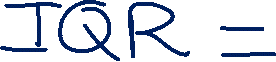 IQR =